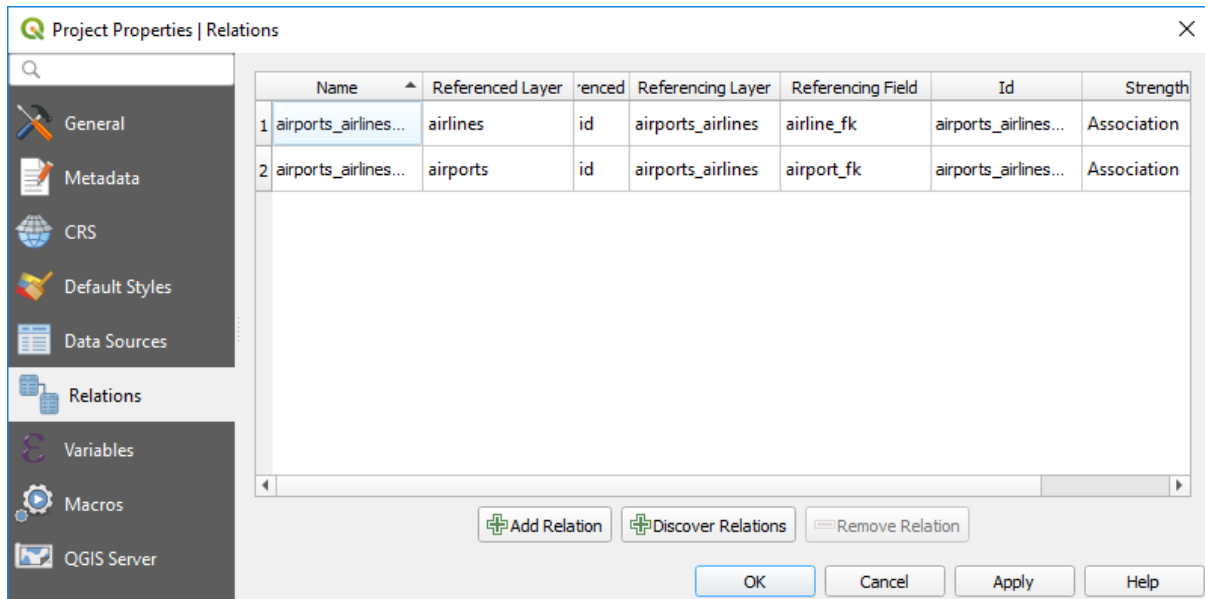 Project Properties | Relations
General
Metadata
CRS
Default Styles
Data Sources
Relations
Variables
Macros
QGIS Server
Name Referenced Layer renced Referencing Layer Referencing Field Id Strength
1 airports_airlines... airlines id airports_airlines airline_fk airports_airlines... Association
2 airports_airlines... airports id airports_airlines airport_fk airports_airlines... Association
Add Relation Discover Relations Remove Relation
OK Cancel Apply Help